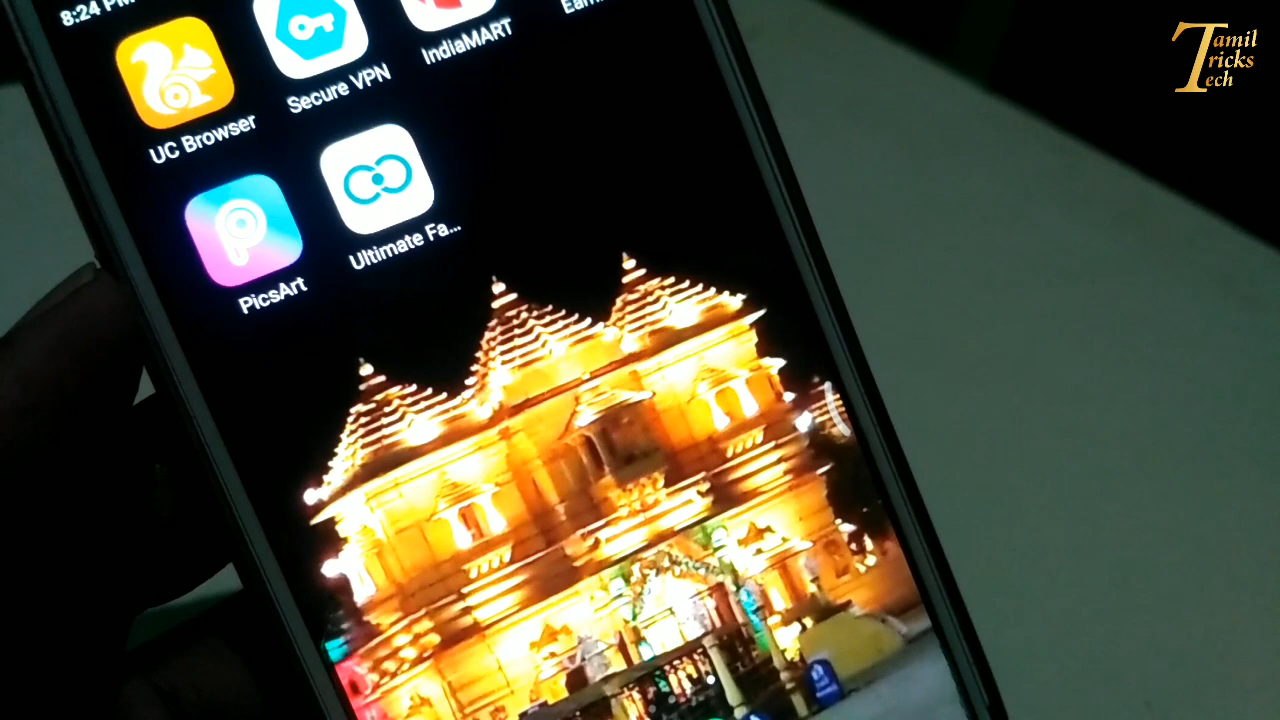 8:24 PM
UC Browser
Secure VPN
IndiaMART
PicsArt
Ultimate Fa...
Tamil
Tricks
Tech